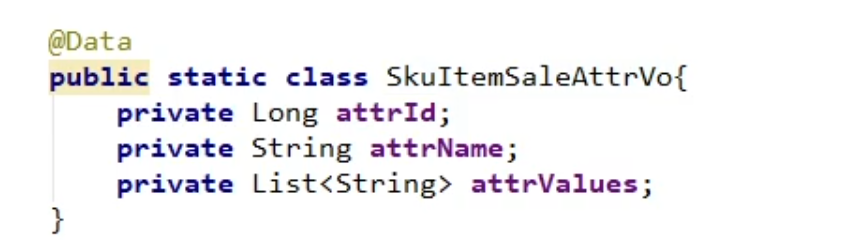 @Data
public static class SkuItemSaleAttrVo{
    private Long attrId;
    private String attrName;
    private List<String> attrValues;
}